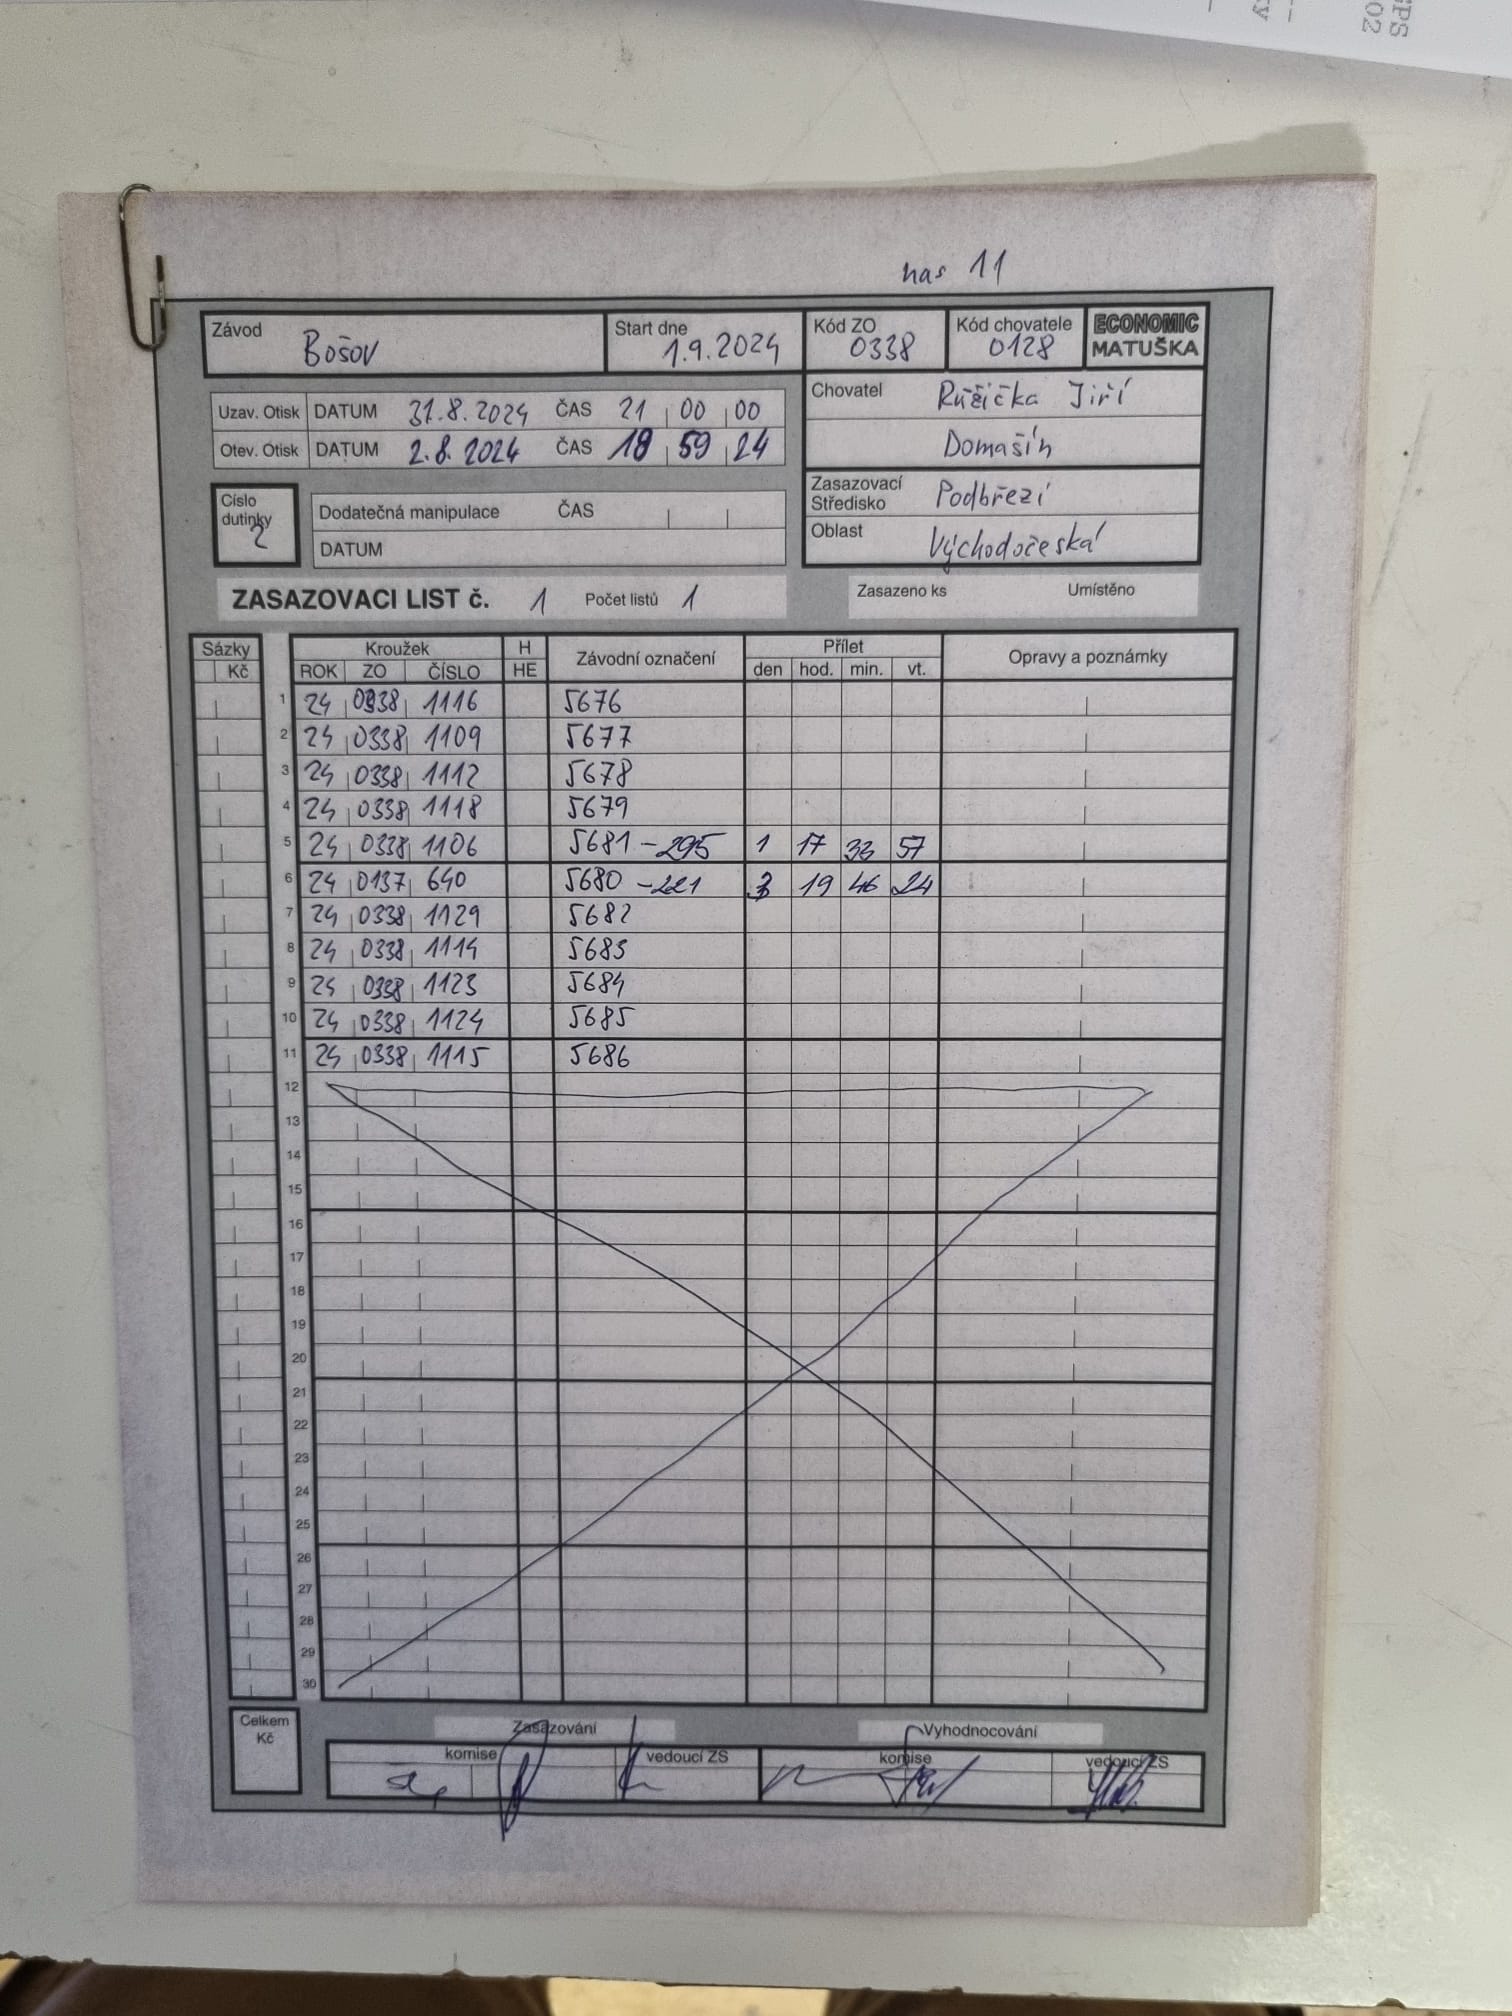 GPS
02
nas 11
Závod Bošov Start dne 1.9.2024 Kód ZO 0338 Kód chovatele 0128 ECONOMIC MATUŠKA
Uzav. Otisk DATUM 31.8.2024 ČAS 21 00 00
Otev. Otisk DATUM 2.8.2024 ČAS 18 59 24
Chovatel Růžička Jiří
Domašín
Číslo dutinky 2
Dodatečná manipulace ČAS
DATUM
Zasazovací Středisko Podbřezí
Oblast Východočeská
ZASAZOVACI LIST č. 1 Počet listů 1
Zasazeno ks Umístěno
Sázky Kroužek H Závodní označení Přílet Opravy a poznámky
Kč ROK ZO ČÍSLO HE den hod. min. vt.
1 24 0338 1116 5676
2 24 0338 1109 5677
3 24 0338 1112 5678
4 24 0338 1118 5679
5 24 0338 1106 5681 - 295 1 17 33 57
6 24 0137 640 5680 - 221 19 46 24
7 24 0338 1129 5682
8 24 0338 1114 5683
9 24 0338 1123 5684
10 24 0338 1124 5685
11 24 0338 1115 5686
12
13
14
15
16
17
18
19
20
21
22
23
24
25
26
27
28
29
30
Celkem Kč
Zasazování Vyhodnocování
komise vedoucí ZS komise vedoucí ZS